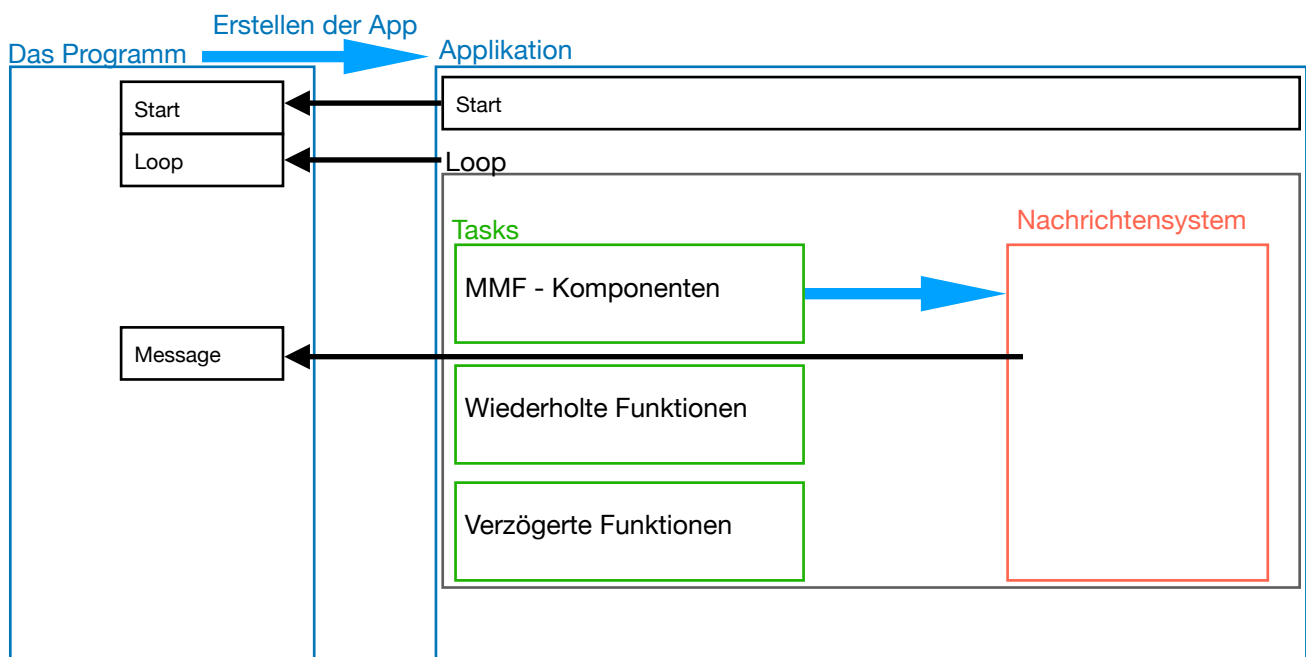 Erstellen der App
Das Programm
Applikation
Start
Start
Loop
Loop
Tasks
Nachrichtensystem
MMF - Komponenten
Message
Wiederholte Funktionen
Verzögerte Funktionen